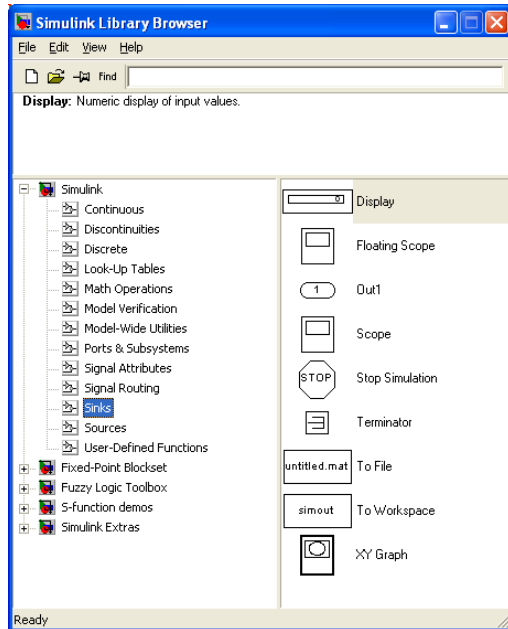 Simulink Library Browser
File Edit View Help
Find
Display: Numeric display of input values.
Simulink
Continuous
Discontinuities
Discrete
Look-Up Tables
Math Operations
Model Verification
Model-Wide Utilities
Ports & Subsystems
Signal Attributes
Signal Routing
Sinks
Sources
User-Defined Functions
Fixed-Point Blockset
Fuzzy Logic Toolbox
S-function demos
Simulink Extras
0 Display
Floating Scope
1 Out1
Scope
STOP Stop Simulation
Terminator
untitled.mat To File
simout To Workspace
XY Graph
Ready